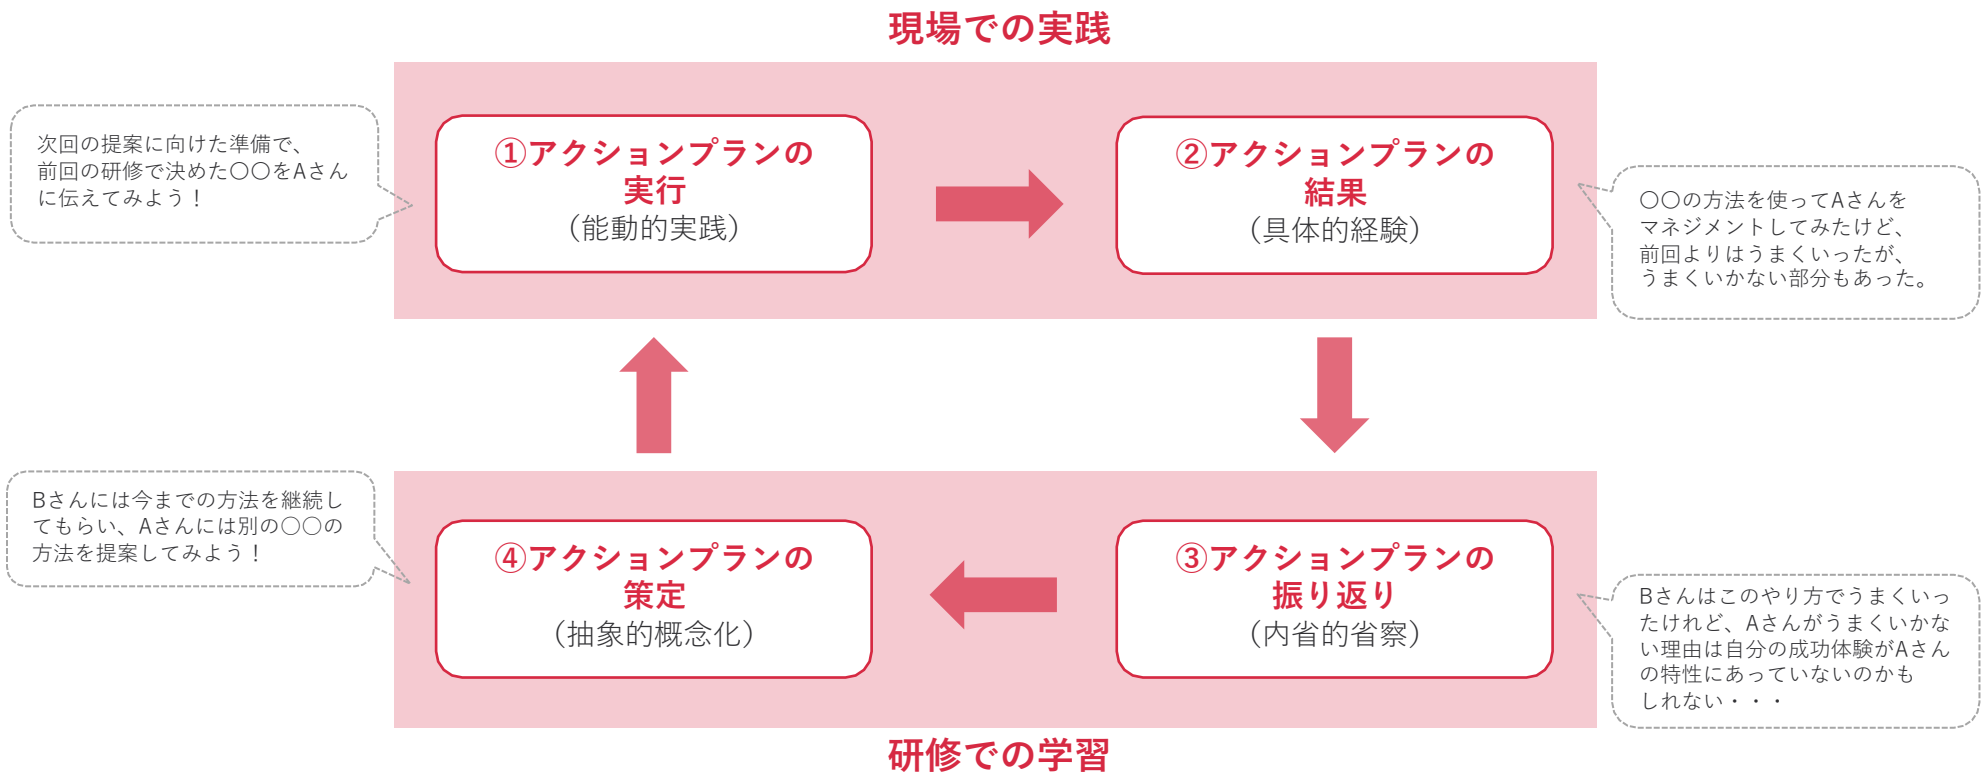 現場での実践
次回の提案に向けた準備で、
前回の研修で決めた〇〇をAさん
に伝えてみよう！
①アクションプランの
実行
（能動的実践）
②アクションプランの
結果
（具体的経験）
〇〇の方法を使ってAさんを
マネジメントしてみたけど、
前回よりはうまくいったが、
うまくいかない部分もあった。
Bさんには今までの方法を継続し
てもらい、Aさんには別の〇〇の
方法を提案してみよう！
④アクションプランの
策定
（抽象的概念化）
③アクションプランの
振り返り
（内省的省察）
Bさんはこのやり方でうまくいっ
たけれど、Aさんがうまくいかな
い理由は自分の成功体験がAさん
の特性にあっていないのかも
しれない・・・
研修での学習